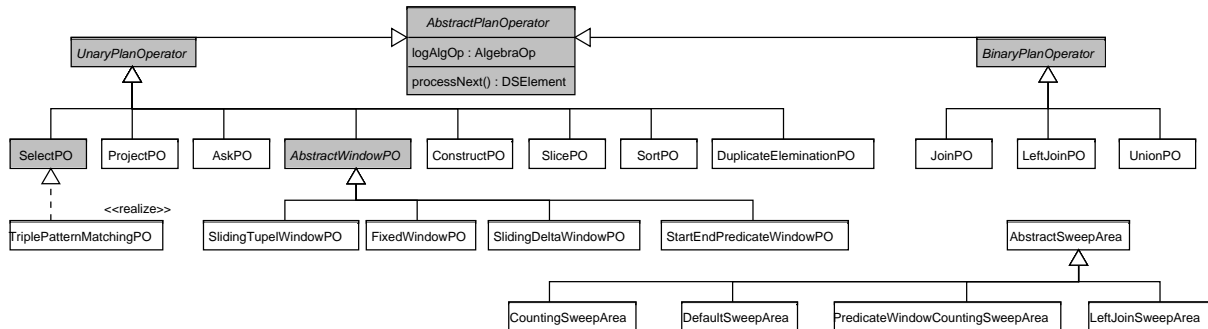 AbstractPlanOperator
UnaryPlanOperator
logAlgOp : AlgebraOp
BinaryPlanOperator
processNext() : DSElement
SelectPO
ProjectPO
AskPO
AbstractWindowPO
ConstructPO
SlicePO
SortPO
DuplicateEleminationPO
JoinPO
LeftJoinPO
UnionPO
<<realize>>
TriplePatternMatchingPO
SlidingTupelWindowPO
FixedWindowPO
SlidingDeltaWindowPO
StartEndPredicateWindowPO
AbstractSweepArea
CountingSweepArea
DefaultSweepArea
PredicateWindowCountingSweepArea
LeftJoinSweepArea